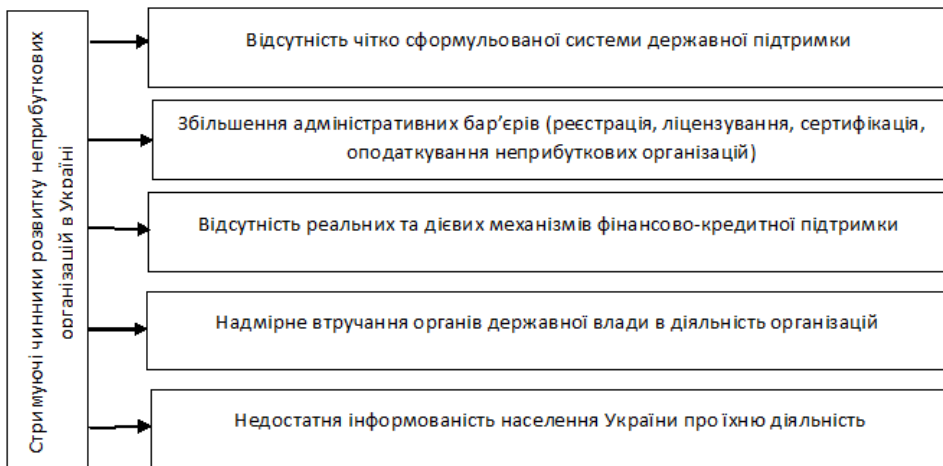 Стримуючі чинники розвитку неприбуткових
організацій в Україні
Відсутність чітко сформульованої системи державної підтримки
Збільшення адміністративних бар’єрів (реєстрація, ліцензування, сертифікація,
оподаткування неприбуткових організацій)
Відсутність реальних та дієвих механізмів фінансово-кредитної підтримки
Надмірне втручання органів державної влади в діяльність організацій
Недостатня інформованість населення України про їхню діяльність